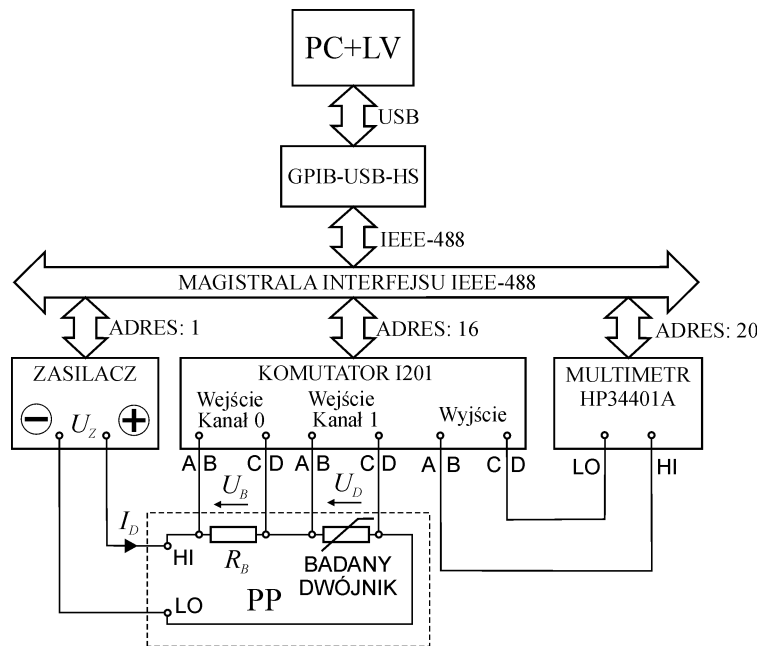 PC+LV
USB
GPIB-USB-HS
IEEE-488
MAGISTRALA INTERFEJSU IEEE-488
ADRES: 1
ADRES: 16
ADRES: 20
ZASILACZ
− U_Z +
KOMUTATOR I201
Wejście
Kanał 0
Wejście
Kanał 1
Wyjście
MULTIMETR
HP34401A
A B C D A B C D A B C D
LO HI
U_B
U_D
I_D
HI
R_B
BADANY
DWÓJNIK
LO
PP